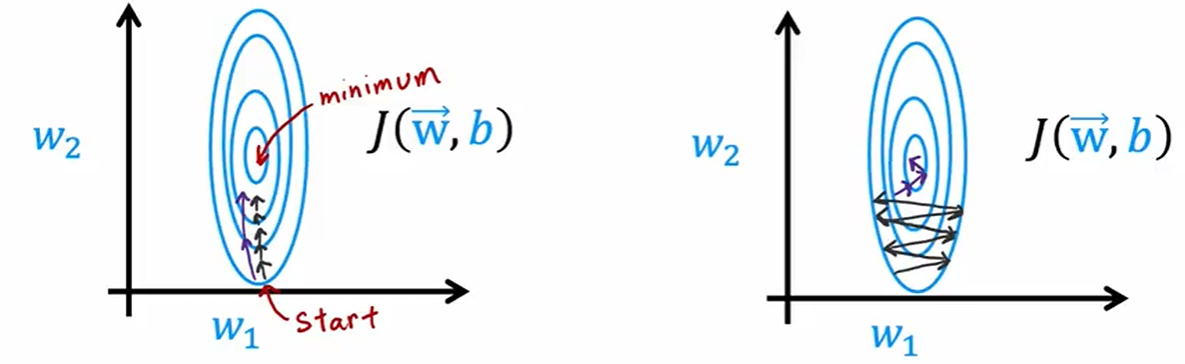 minimum
J(w⃗, b)
w₂
start
w₁
J(w⃗, b)
w₂
w₁